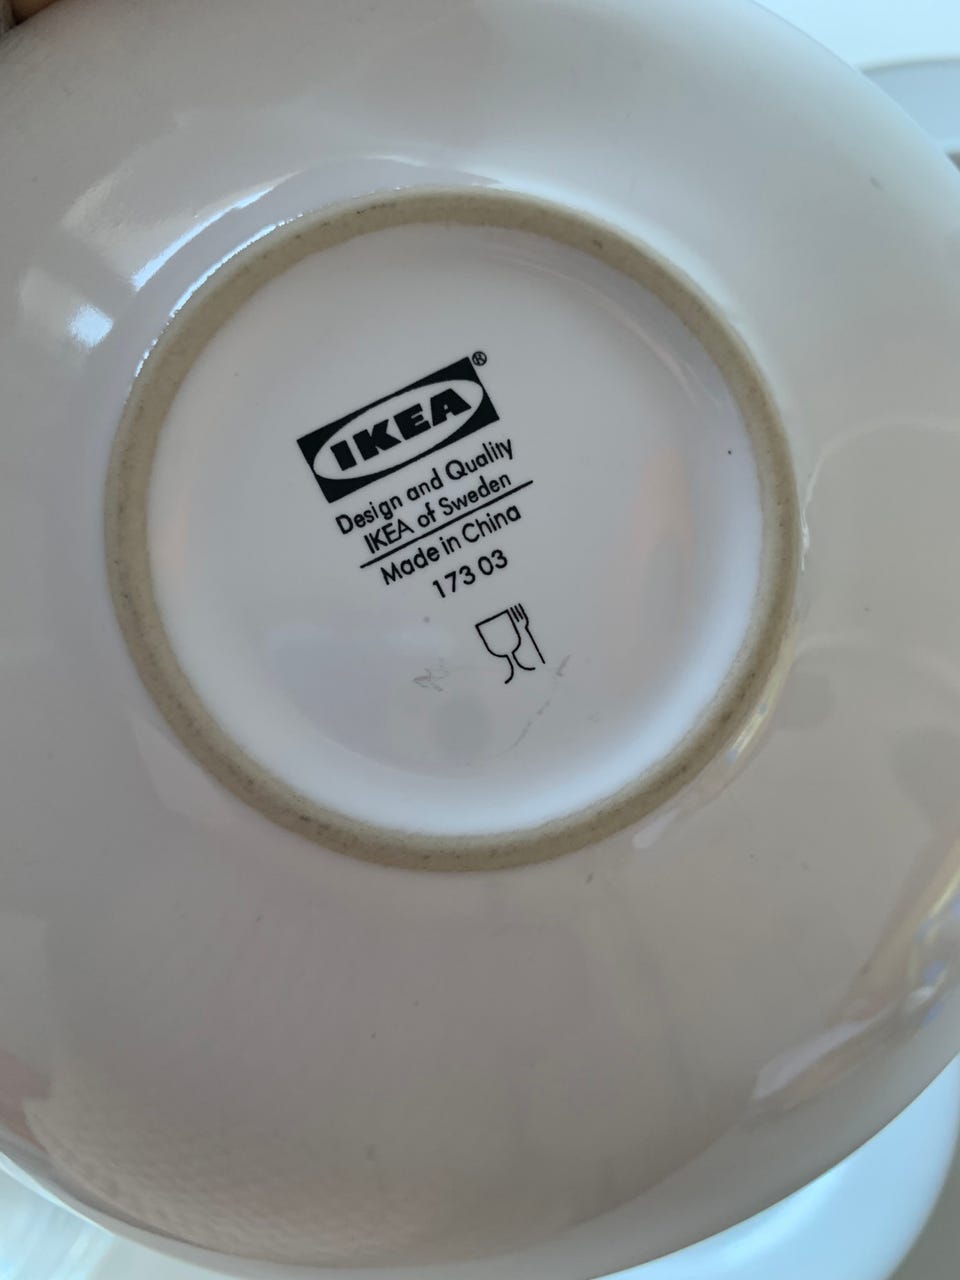 IKEA®
Design and Quality
IKEA of Sweden
Made in China
173 03